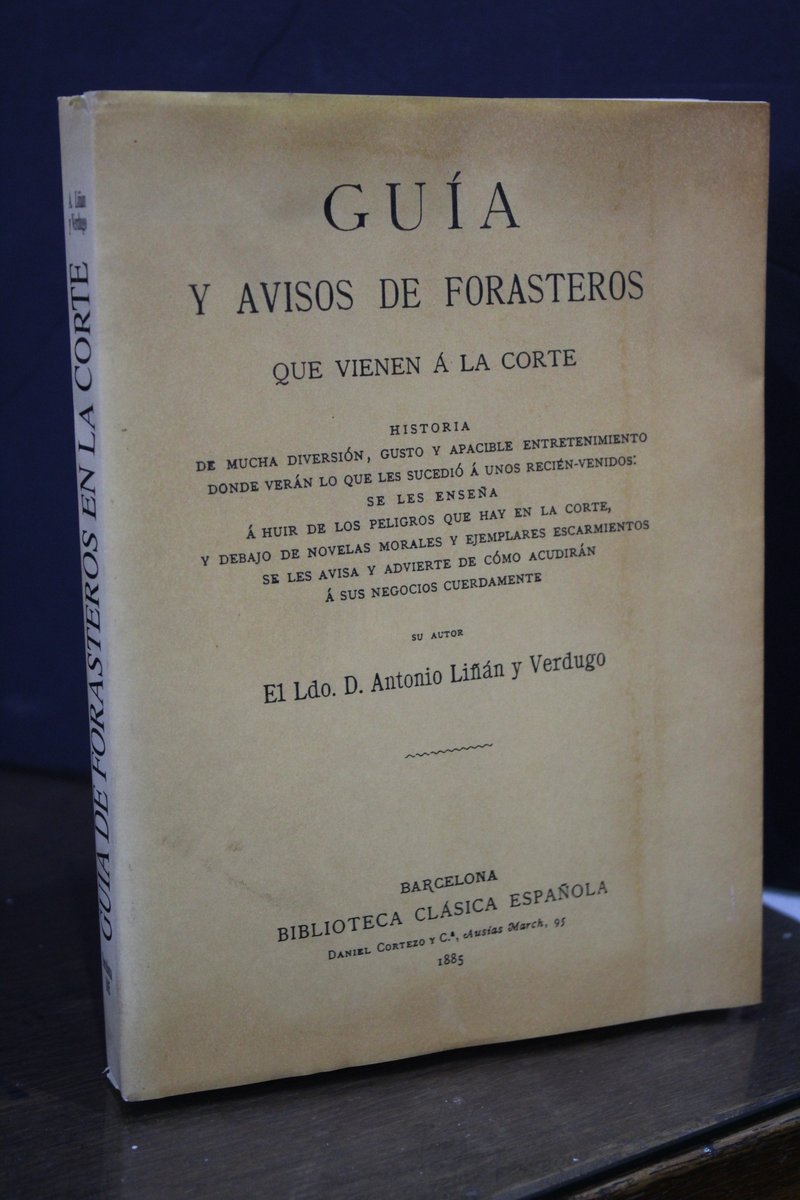 GUÍA
Y AVISOS DE FORASTEROS
QUE VIENEN Á LA CORTE
HISTORIA
DE MUCHA DIVERSIÓN, GUSTO Y APACIBLE ENTRETENIMIENTO
DONDE VERÁN LO QUE LES SUCEDIÓ Á UNOS RECIÉN-VENIDOS:
SE LES ENSEÑA
Á HUIR DE LOS PELIGROS QUE HAY EN LA CORTE,
Y DEBAJO DE NOVELAS MORALES Y EJEMPLARES ESCARMIENTOS
SE LES AVISA Y ADVIERTE DE CÓMO ACUDIRÁN
Á SUS NEGOCIOS CUERDAMENTE
SU AUTOR
El Ldo. D. Antonio Liñán y Verdugo
BARCELONA
BIBLIOTECA CLÁSICA ESPAÑOLA
DANIEL CORTEZO Y C.ª, Ausias March, 95
1885
A. Liñan
y Verdugo
GUIA DE FORASTEROS EN LA CORTE